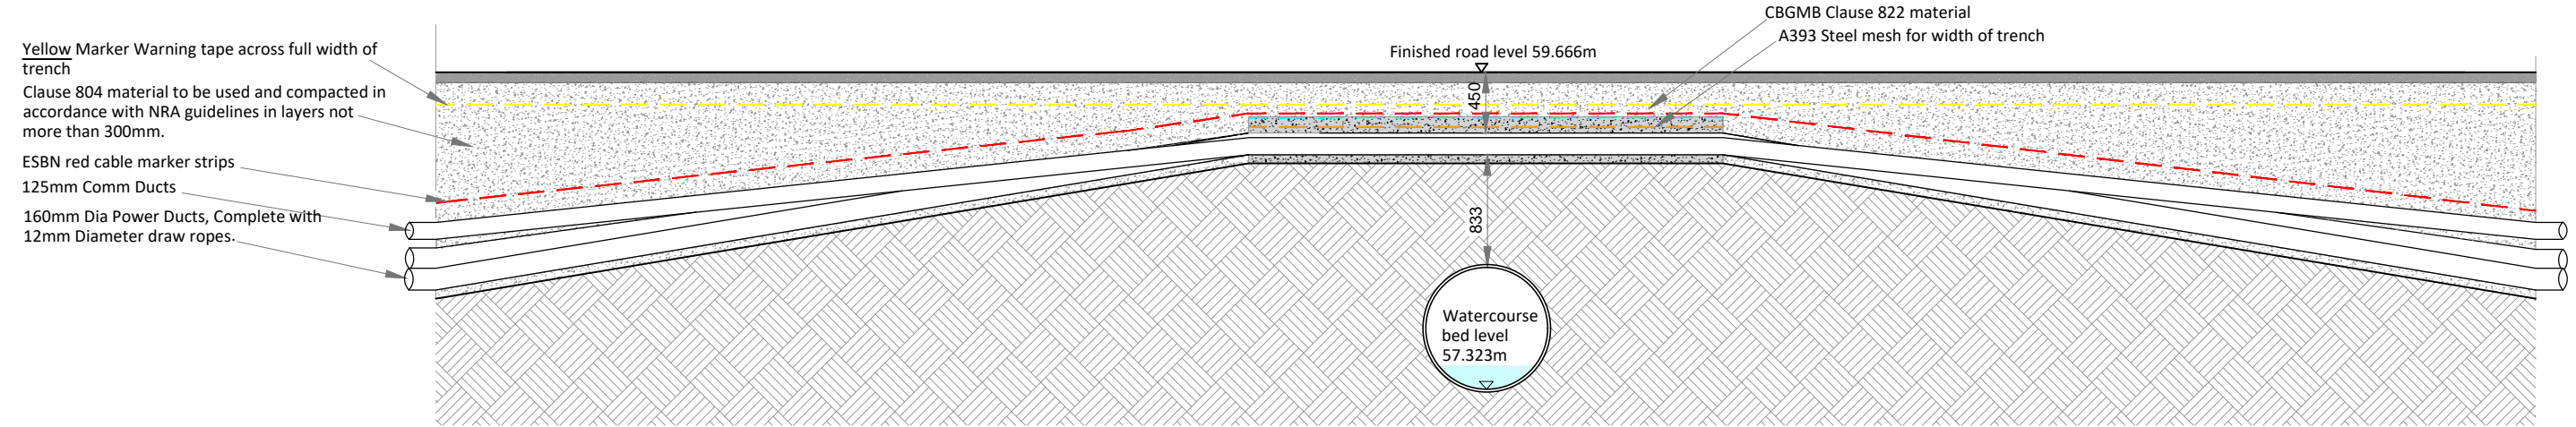 Yellow Marker Warning tape across full width of
trench
Clause 804 material to be used and compacted in
accordance with NRA guidelines in layers not
more than 300mm.
ESBN red cable marker strips
125mm Comm Ducts
160mm Dia Power Ducts, Complete with
12mm Diameter draw ropes.
Finished road level 59.666m
450
CBGMB Clause 822 material
A393 Steel mesh for width of trench
833
Watercourse
bed level
57.323m